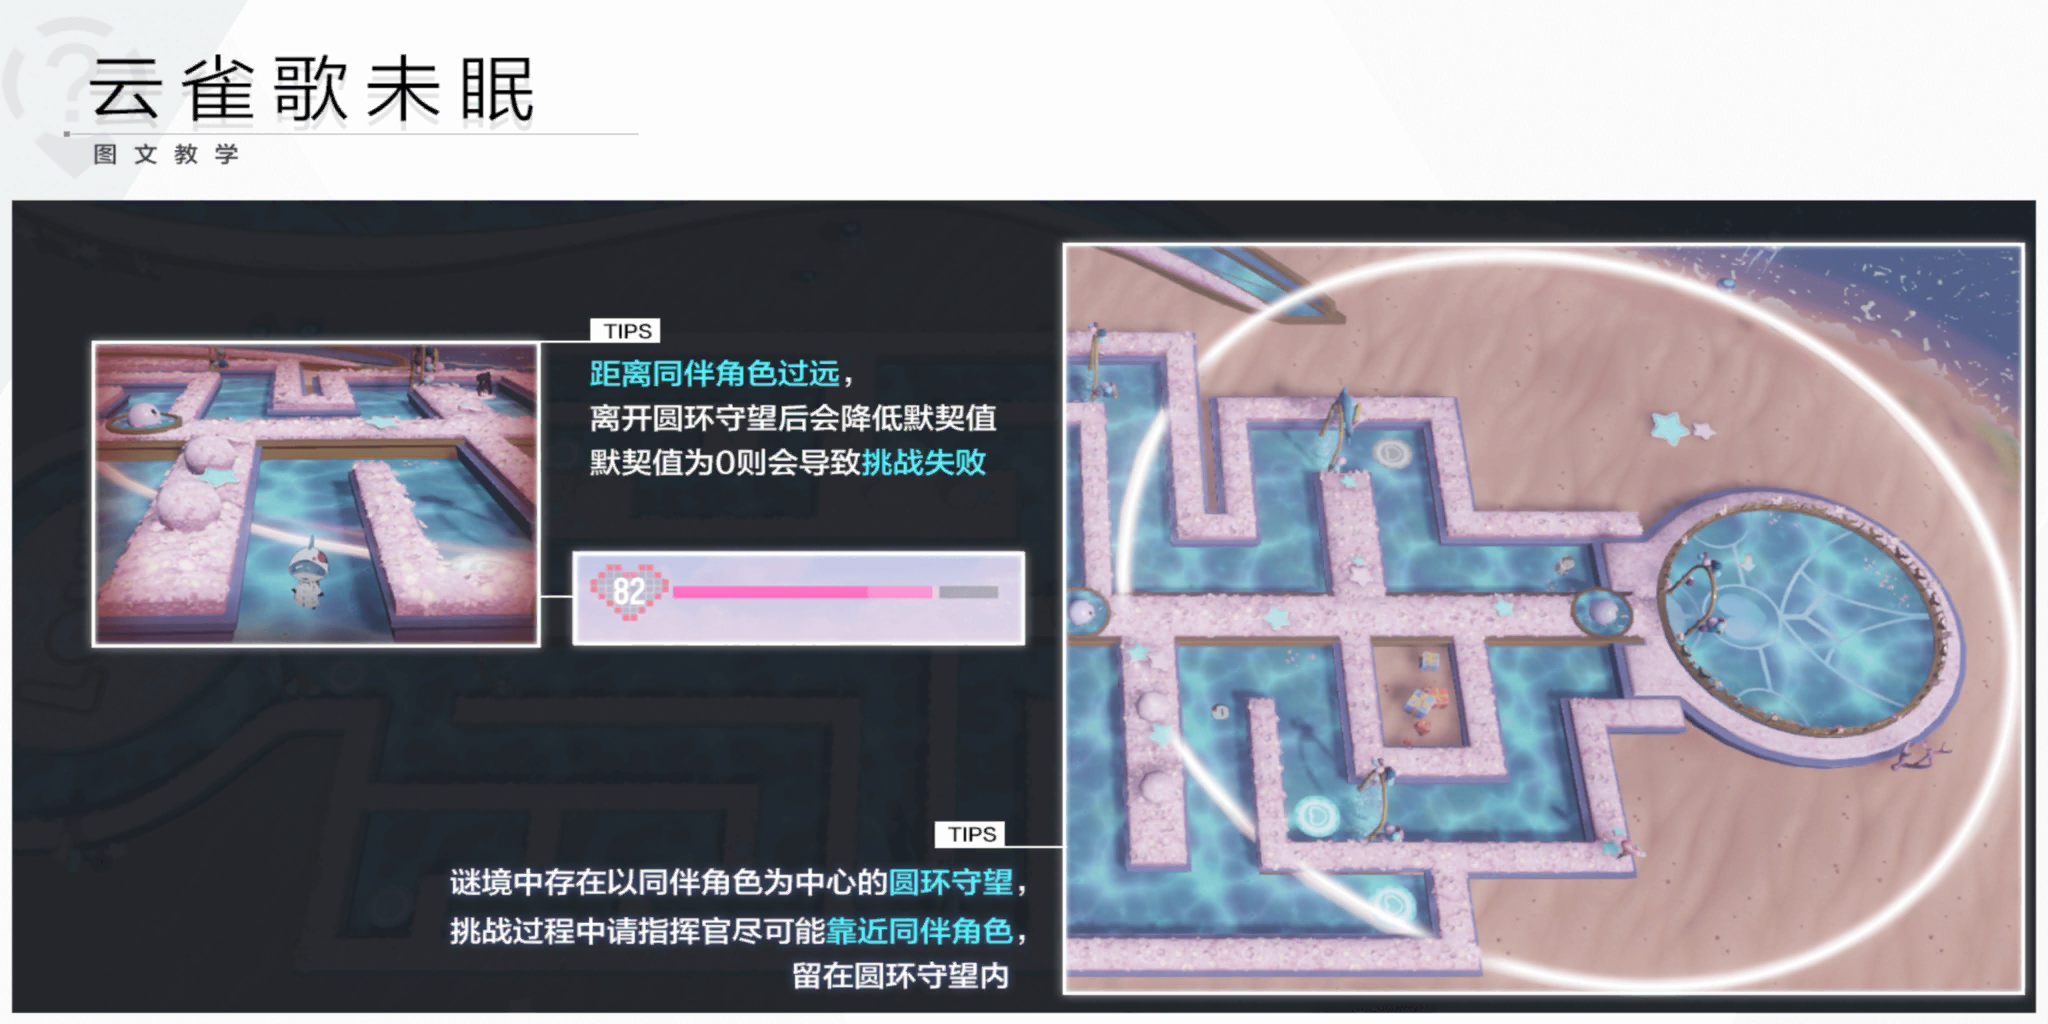 云雀歌未眠
图文教学
TIPS
距离同伴角色过远，
离开圆环守望后会降低默契值
默契值为0则会导致挑战失败
82
TIPS
谜境中存在以同伴角色为中心的圆环守望，
挑战过程中请指挥官尽可能靠近同伴角色，
留在圆环守望内